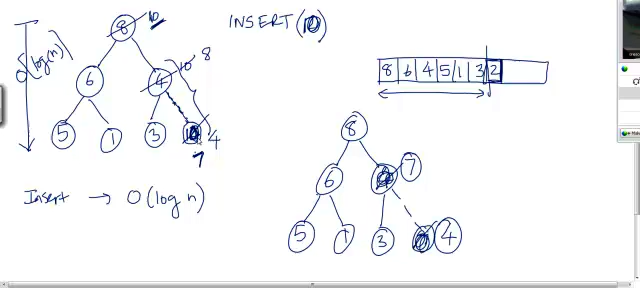 8 10
INSERT(10)
O(log(n))
6 4 10 8
8 6 4 5 1 3 2
5 1 3 10 4
7
8
6 7
Insert → O(log n)
5 1 3 4